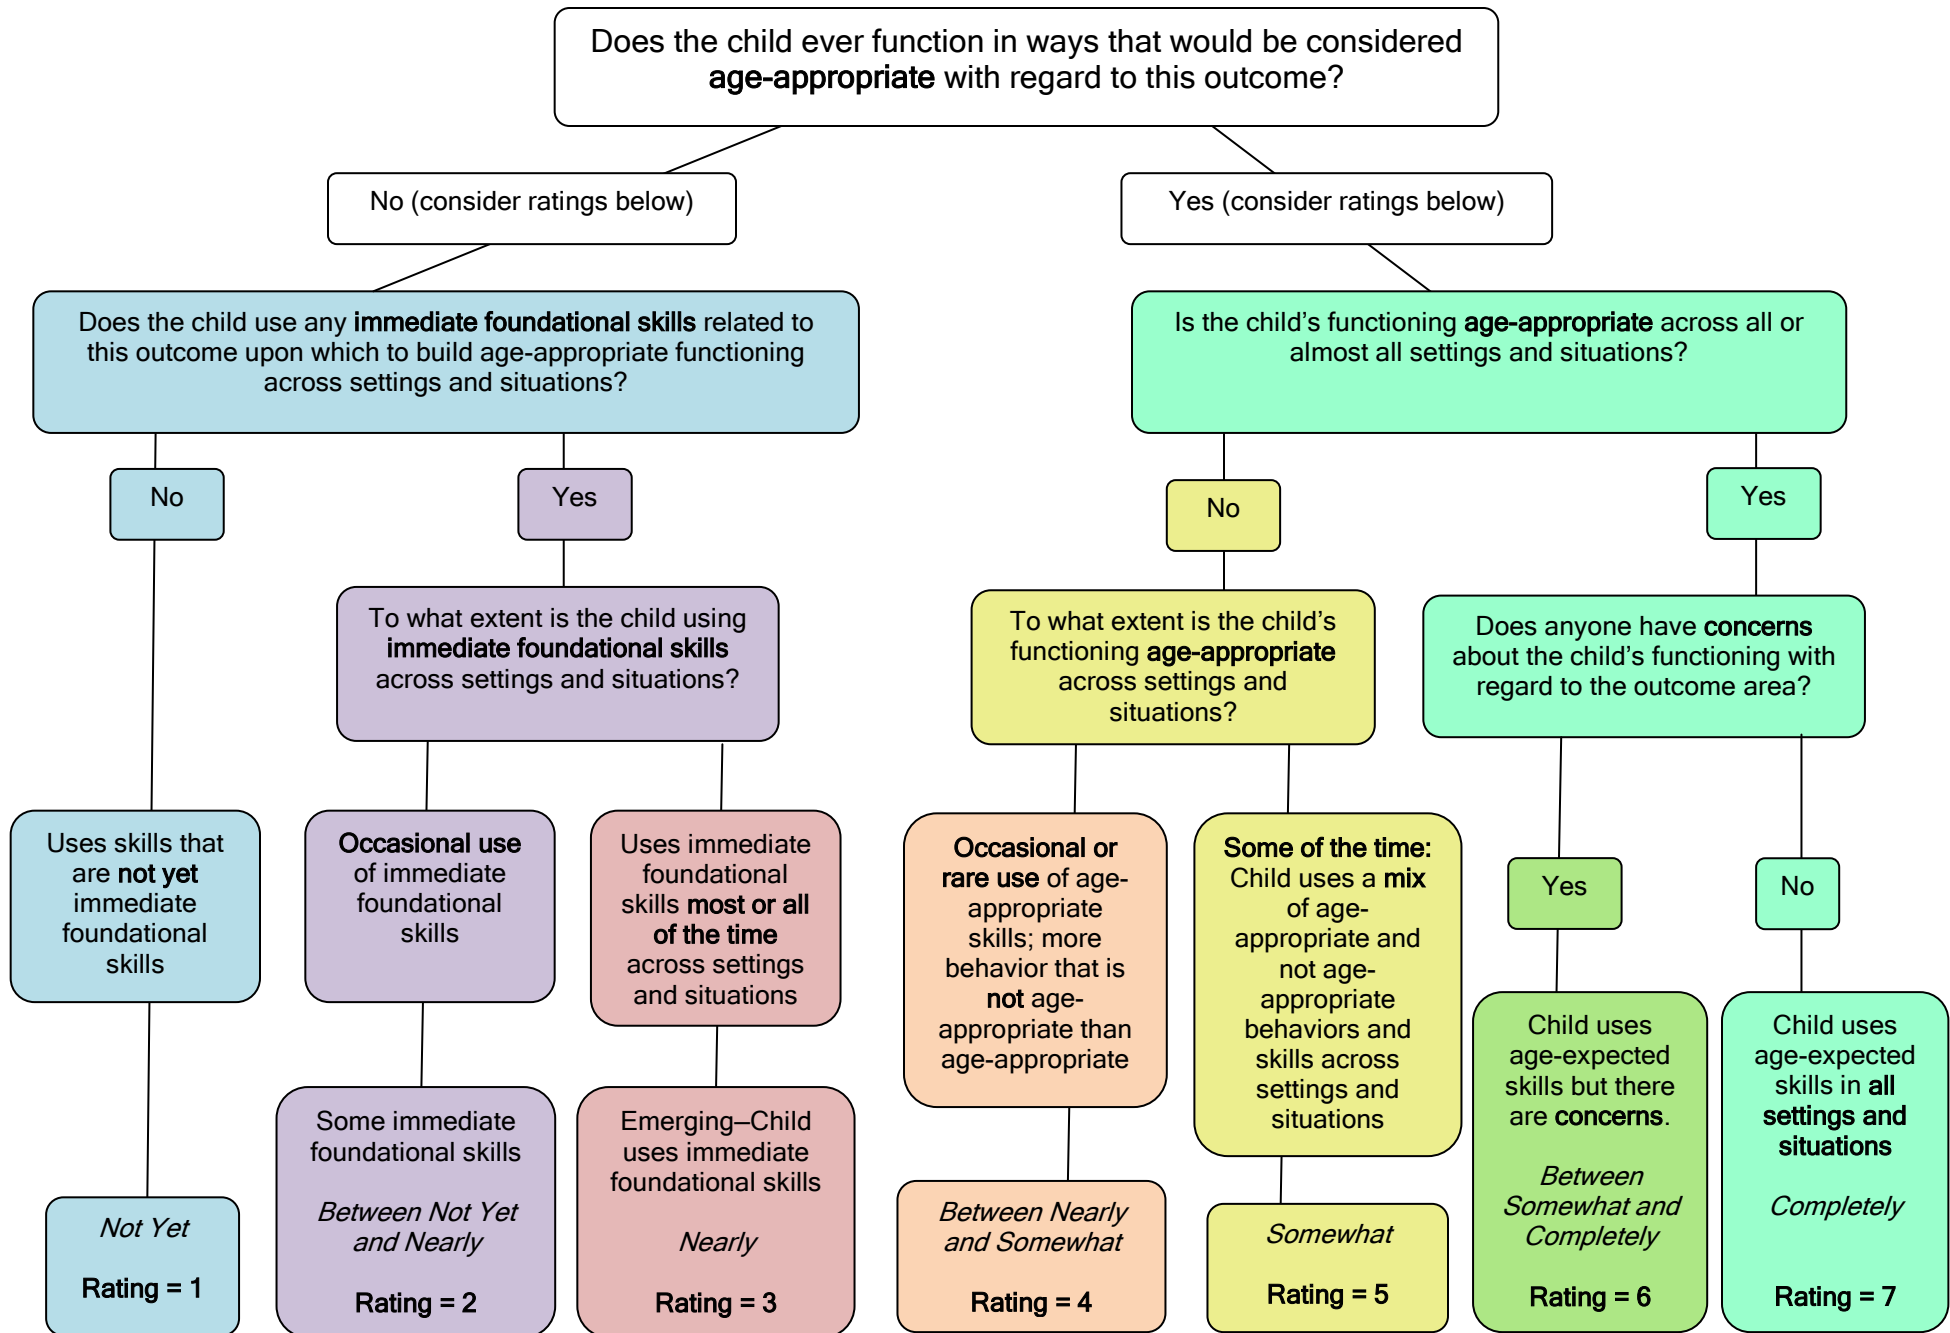 Does the child ever function in ways that would be considered
age-appropriate with regard to this outcome?
No (consider ratings below)
Yes (consider ratings below)
Does the child use any immediate foundational skills related to
this outcome upon which to build age-appropriate functioning
across settings and situations?
Is the child’s functioning age-appropriate across all or
almost all settings and situations?
No
Yes
No
Yes
To what extent is the child using
immediate foundational skills
across settings and situations?
To what extent is the child’s
functioning age-appropriate
across settings and
situations?
Does anyone have concerns
about the child’s functioning with
regard to the outcome area?
Uses skills that
are not yet
immediate
foundational
skills
Occasional use
of immediate
foundational
skills
Uses immediate
foundational
skills most or all
of the time
across settings
and situations
Occasional or
rare use of age-
appropriate
skills; more
behavior that is
not age-
appropriate than
age-appropriate
Some of the time:
Child uses a mix
of age-
appropriate and
not age-
appropriate
behaviors and
skills across
settings and
situations
Yes
No
Not Yet
Rating = 1
Some immediate
foundational skills
Between Not Yet
and Nearly
Rating = 2
Emerging–Child
uses immediate
foundational skills
Nearly
Rating = 3
Between Nearly
and Somewhat
Rating = 4
Somewhat
Rating = 5
Child uses
age-expected
skills but there
are concerns.
Between
Somewhat and
Completely
Rating = 6
Child uses
age-expected
skills in all
settings and
situations
Completely
Rating = 7